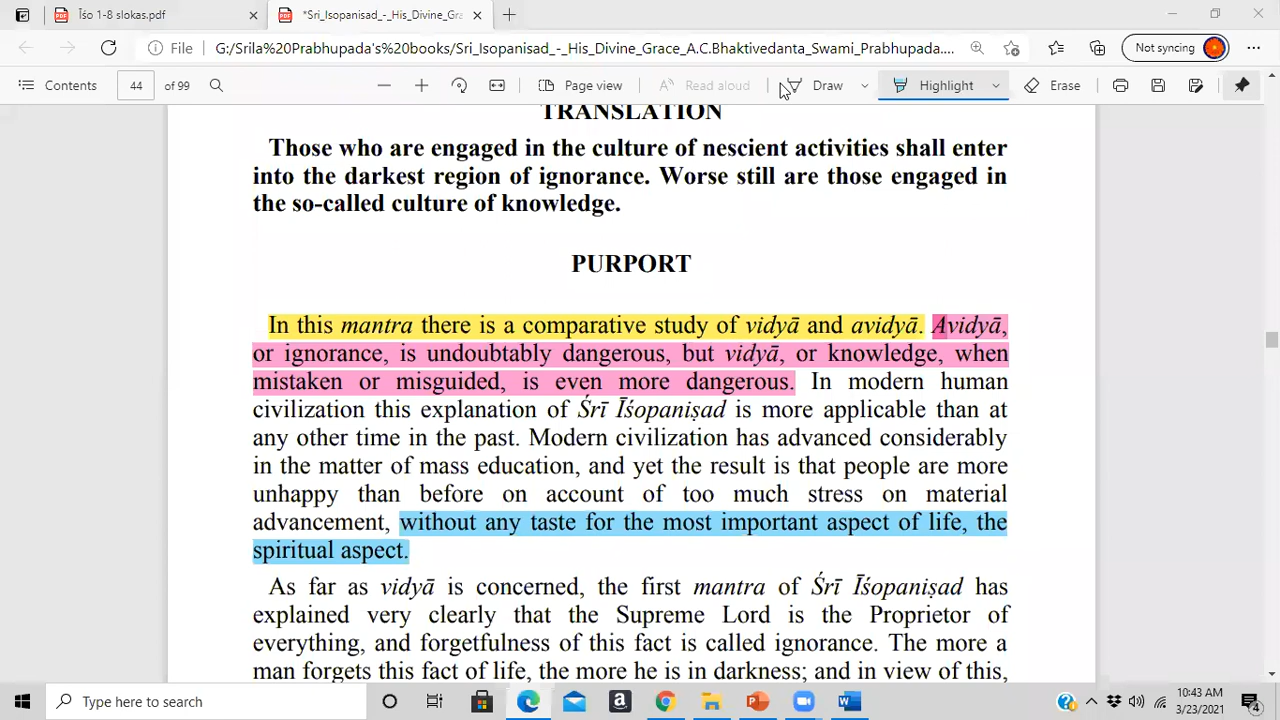 Īśo 1-8 slokas.pdf
*Sri_Isopanisad_-_His_Divine_Gra
File
G:/Srila%20Prabhupada's%20books/Sri_Isopanisad_-_His_Divine_Grace_A.C.Bhaktivedanta_Swami_Prabhupada....
Not syncing
Contents
44 of 99
Page view
Read aloud
Draw
Highlight
Erase
TRANSLATION
Those who are engaged in the culture of nescient activities shall enter
into the darkest region of ignorance. Worse still are those engaged in
the so-called culture of knowledge.
PURPORT
In this mantra there is a comparative study of vidyā and avidyā. Avidyā,
or ignorance, is undoubtably dangerous, but vidyā, or knowledge, when
mistaken or misguided, is even more dangerous. In modern human
civilization this explanation of Śrī Īśopaniṣad is more applicable than at
any other time in the past. Modern civilization has advanced considerably
in the matter of mass education, and yet the result is that people are more
unhappy than before on account of too much stress on material
advancement, without any taste for the most important aspect of life, the
spiritual aspect.
As far as vidyā is concerned, the first mantra of Śrī Īśopaniṣad has
explained very clearly that the Supreme Lord is the Proprietor of
everything, and forgetfulness of this fact is called ignorance. The more a
man forgets this fact of life, the more he is in darkness; and in view of this,
Type here to search
10:43 AM
3/23/2021
4